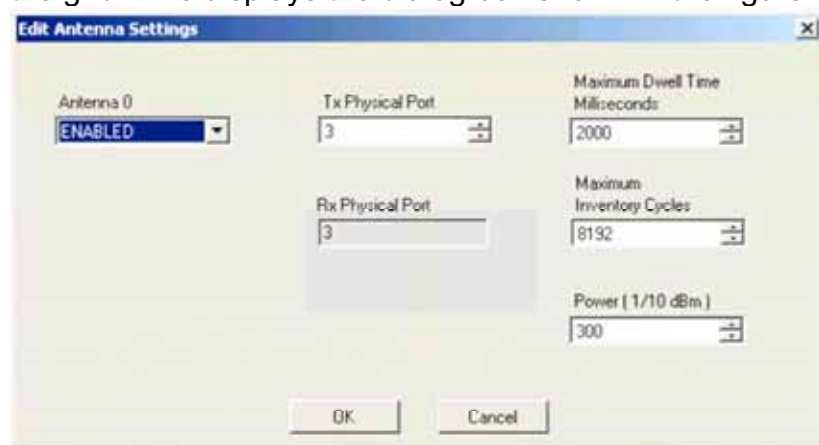 Edit Antenna Settings
Antenna 0
ENABLED
Tx Physical Port
3
Rx Physical Port
3
Maximum Dwell Time
Milliseconds
2000
Maximum
Inventory Cycles
8192
Power ( 1/10 dBm )
300
OK
Cancel